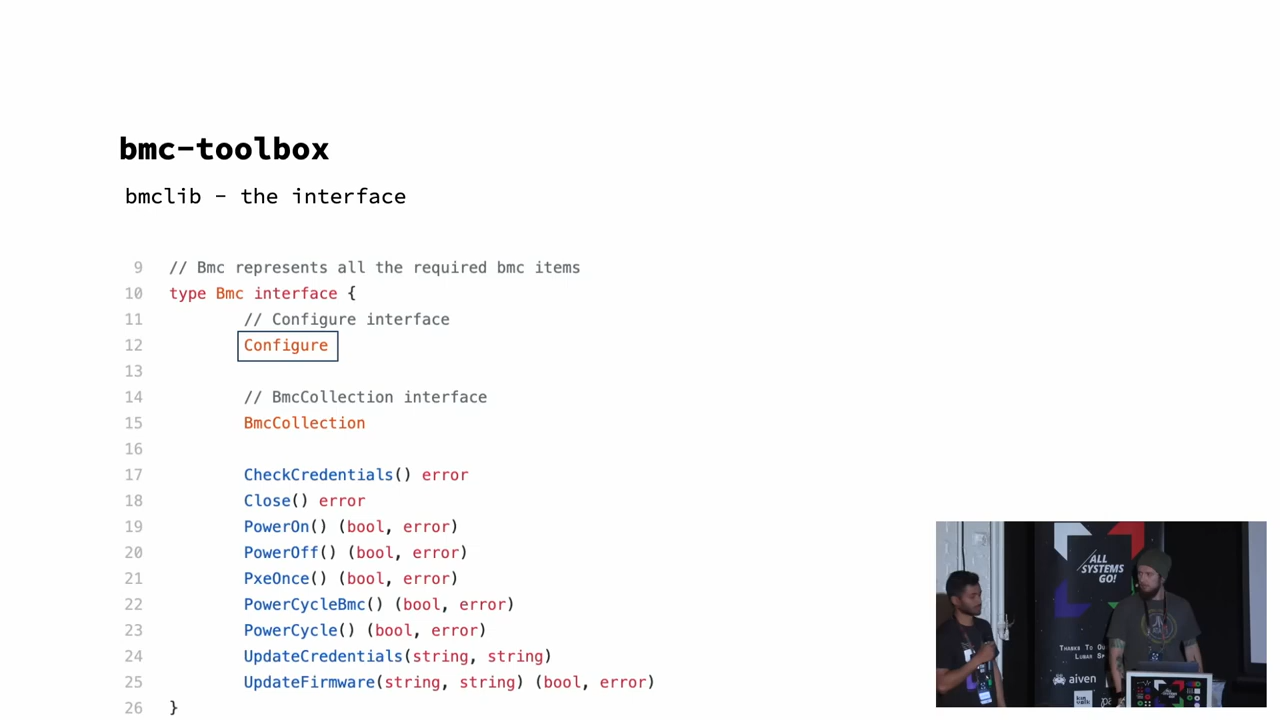 bmc-toolbox
bmclib - the interface
9 // Bmc represents all the required bmc items
10 type Bmc interface {
11 // Configure interface
12 Configure
13
14 // BmcCollection interface
15 BmcCollection
16
17 CheckCredentials() error
18 Close() error
19 PowerOn() (bool, error)
20 PowerOff() (bool, error)
21 PxeOnce() (bool, error)
22 PowerCycleBmc() (bool, error)
23 PowerCycle() (bool, error)
24 UpdateCredentials(string, string)
25 UpdateFirmware(string, string) (bool, error)
26 }
ALL
SYSTEMS
GO!
THANKS TO
LUNAR
aiven